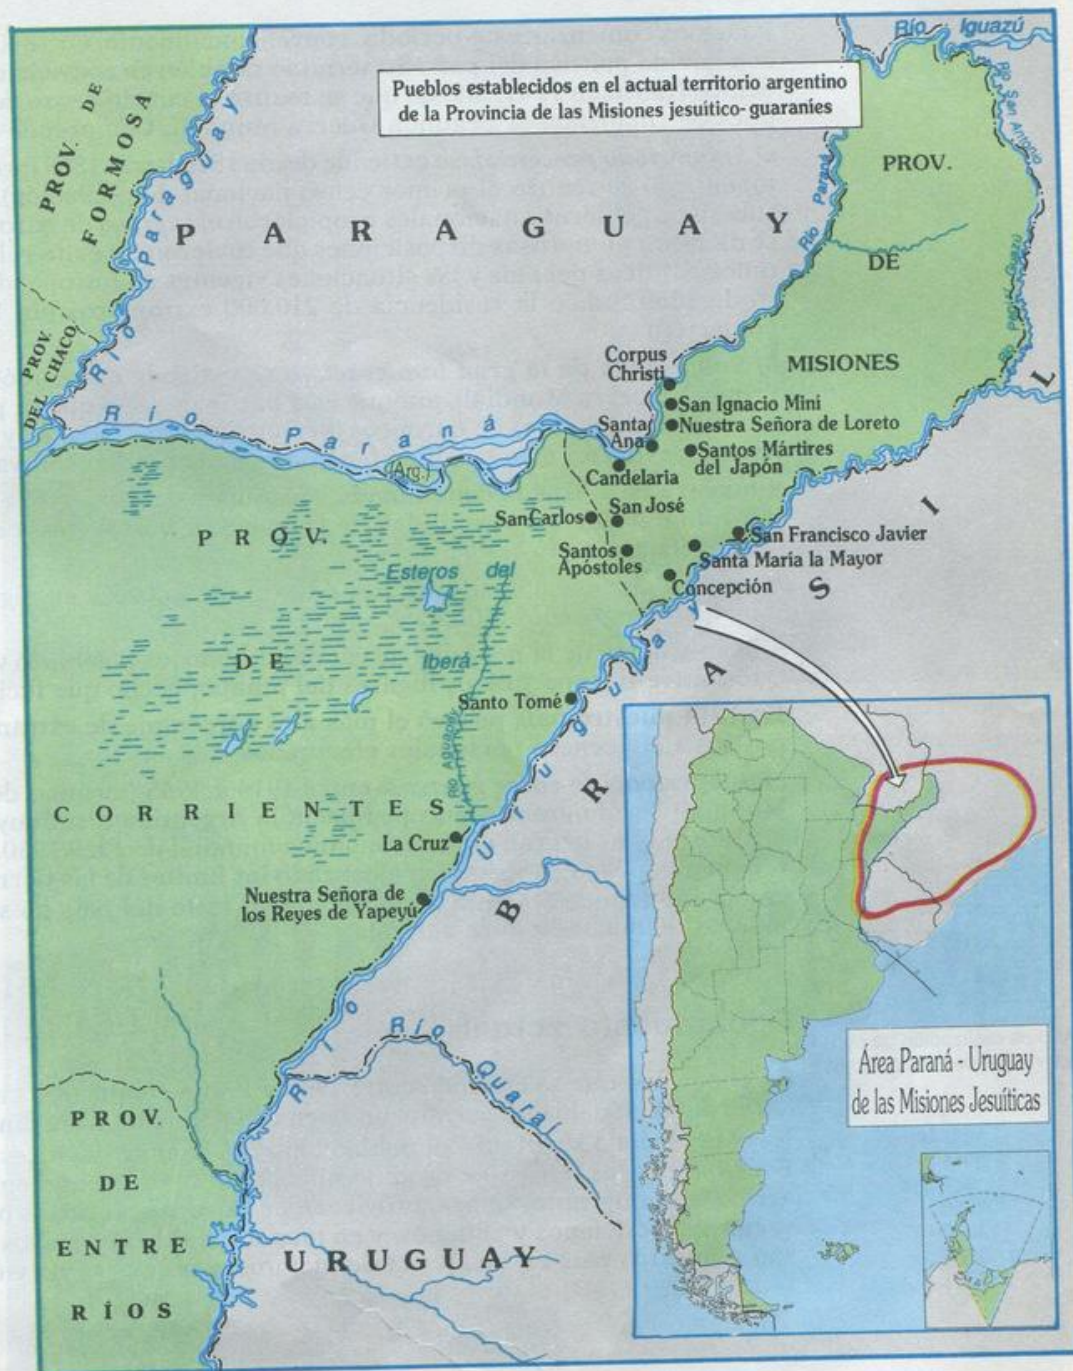 Pueblos establecidos en el actual territorio argentino
de la Provincia de las Misiones jesuítico-guaraníes
Río Iguazú
Río San Antonio
PROV. DE
FORMOSA
Río Paraguay
PARAGUAY
Río Paraná
PROV.
DE
MISIONES
Río Pepirí Guazú
PROV.
DEL CHACO
Río Paraná
(Arg.)
Corpus
Christi
San Ignacio Mini
Nuestra Señora de Loreto
Santa
Ana
Santos Mártires
del Japón
Candelaria
San Carlos
San José
Santos
Apóstoles
San Francisco Javier
Santa María la Mayor
Concepción
PROV.
DE
CORRIENTES
Esteros del
Iberá
Río Aguapey
Santo Tomé
La Cruz
Nuestra Señora de
los Reyes de Yapeyú
Río Uruguay
BRASIL
Río Quaraí
PROV.
DE
ENTRE
RÍOS
URUGUAY
Área Paraná - Uruguay
de las Misiones Jesuíticas